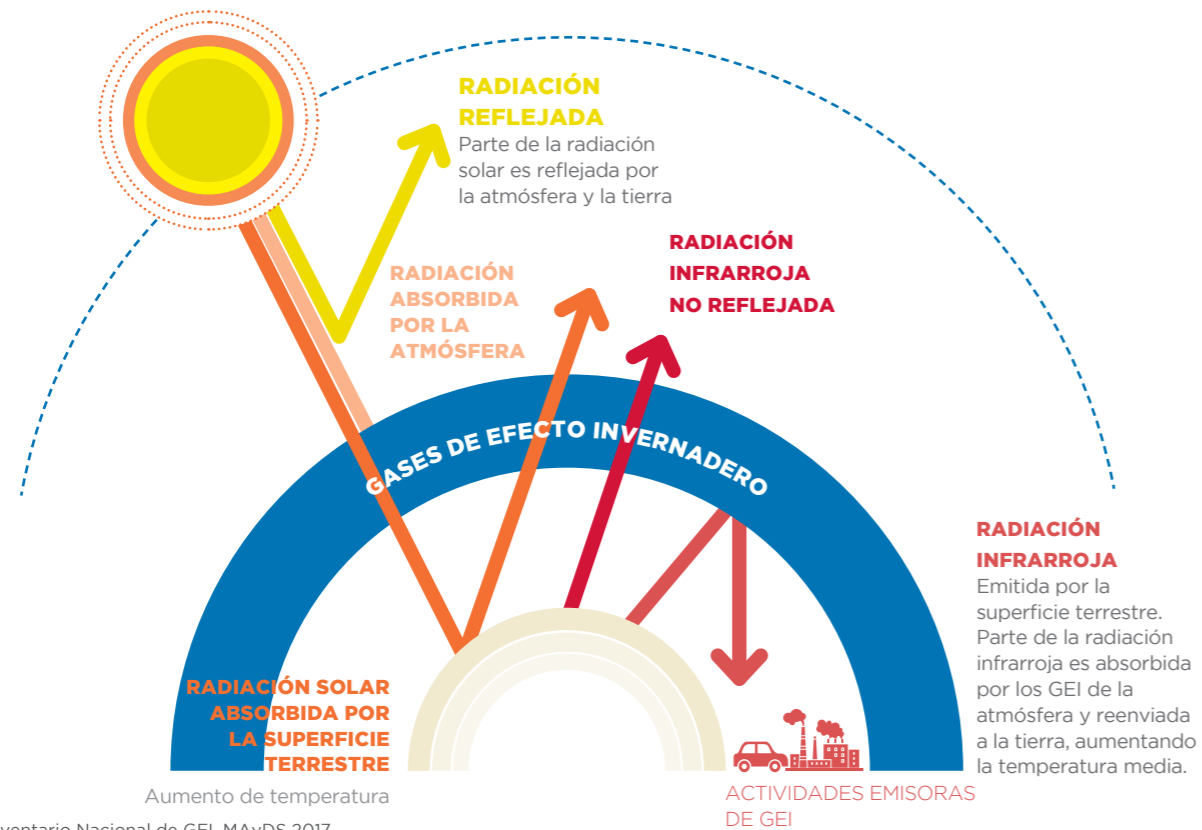 RADIACIÓN
REFLEJADA
Parte de la radiación
solar es reflejada por
la atmósfera y la tierra
RADIACIÓN
ABSORBIDA
POR LA
ATMÓSFERA
RADIACIÓN
INFRARROJA
NO REFLEJADA
GASES DE EFECTO INVERNADERO
RADIACIÓN
INFRARROJA
Emitida por la
superficie terrestre.
Parte de la radiación
infrarroja es absorbida
por los GEI de la
atmósfera y reenviada
a la tierra, aumentando
la temperatura media.
RADIACIÓN SOLAR
ABSORBIDA POR
LA SUPERFICIE
TERRESTRE
Aumento de temperatura
ACTIVIDADES EMISORAS
DE GEI